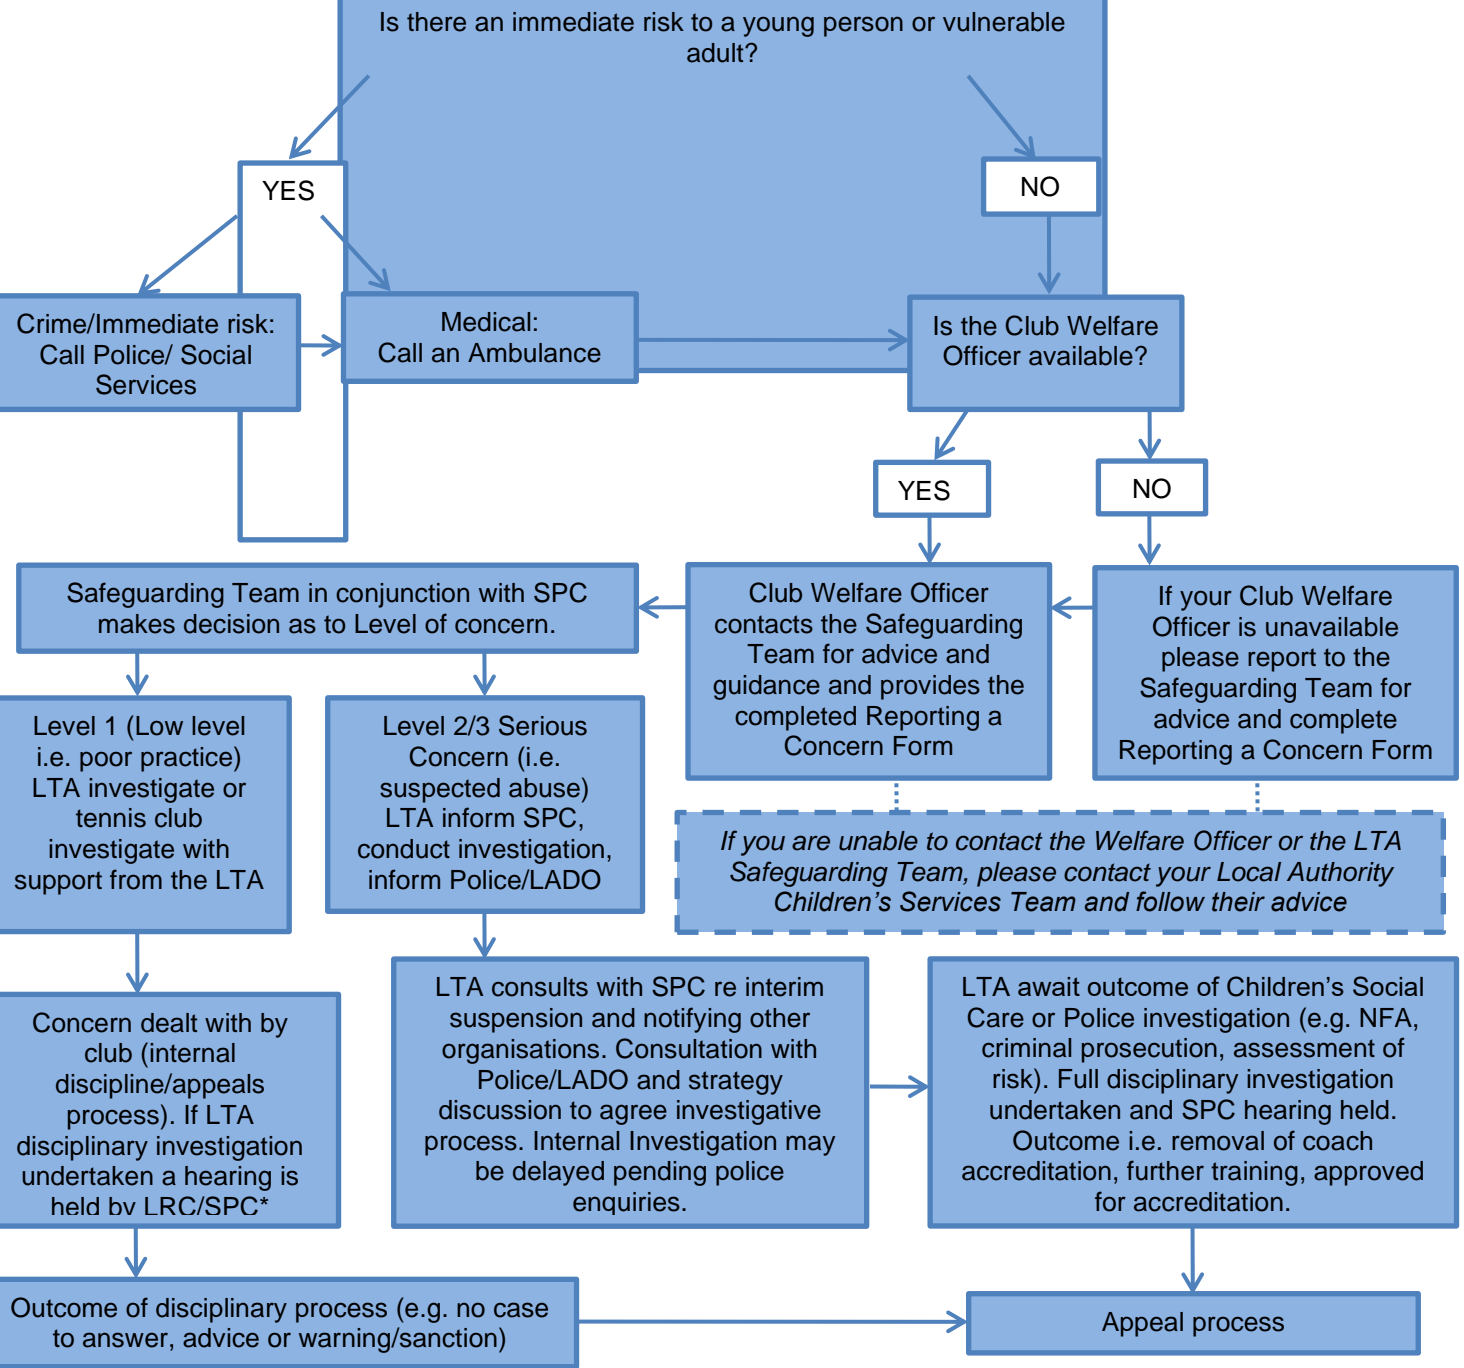 Is there an immediate risk to a young person or vulnerable
adult?
YES
NO
Crime/Immediate risk:
Call Police/ Social
Services
Medical:
Call an Ambulance
Is the Club Welfare
Officer available?
YES
NO
Safeguarding Team in conjunction with SPC
makes decision as to Level of concern.
Club Welfare Officer
contacts the Safeguarding
Team for advice and
guidance and provides the
completed Reporting a
Concern Form
If your Club Welfare
Officer is unavailable
please report to the
Safeguarding Team for
advice and complete
Reporting a Concern Form
Level 1 (Low level
i.e. poor practice)
LTA investigate or
tennis club
investigate with
support from the LTA
Level 2/3 Serious
Concern (i.e.
suspected abuse)
LTA inform SPC,
conduct investigation,
inform Police/LADO
If you are unable to contact the Welfare Officer or the LTA
Safeguarding Team, please contact your Local Authority
Children's Services Team and follow their advice
Concern dealt with by
club (internal
discipline/appeals
process). If LTA
disciplinary investigation
undertaken a hearing is
held by LRC/SPC*
LTA consults with SPC re interim
suspension and notifying other
organisations. Consultation with
Police/LADO and strategy
discussion to agree investigative
process. Internal Investigation may
be delayed pending police
enquiries.
LTA await outcome of Children's Social
Care or Police investigation (e.g. NFA,
criminal prosecution, assessment of
risk). Full disciplinary investigation
undertaken and SPC hearing held.
Outcome i.e. removal of coach
accreditation, further training, approved
for accreditation.
Outcome of disciplinary process (e.g. no case
to answer, advice or warning/sanction)
Appeal process